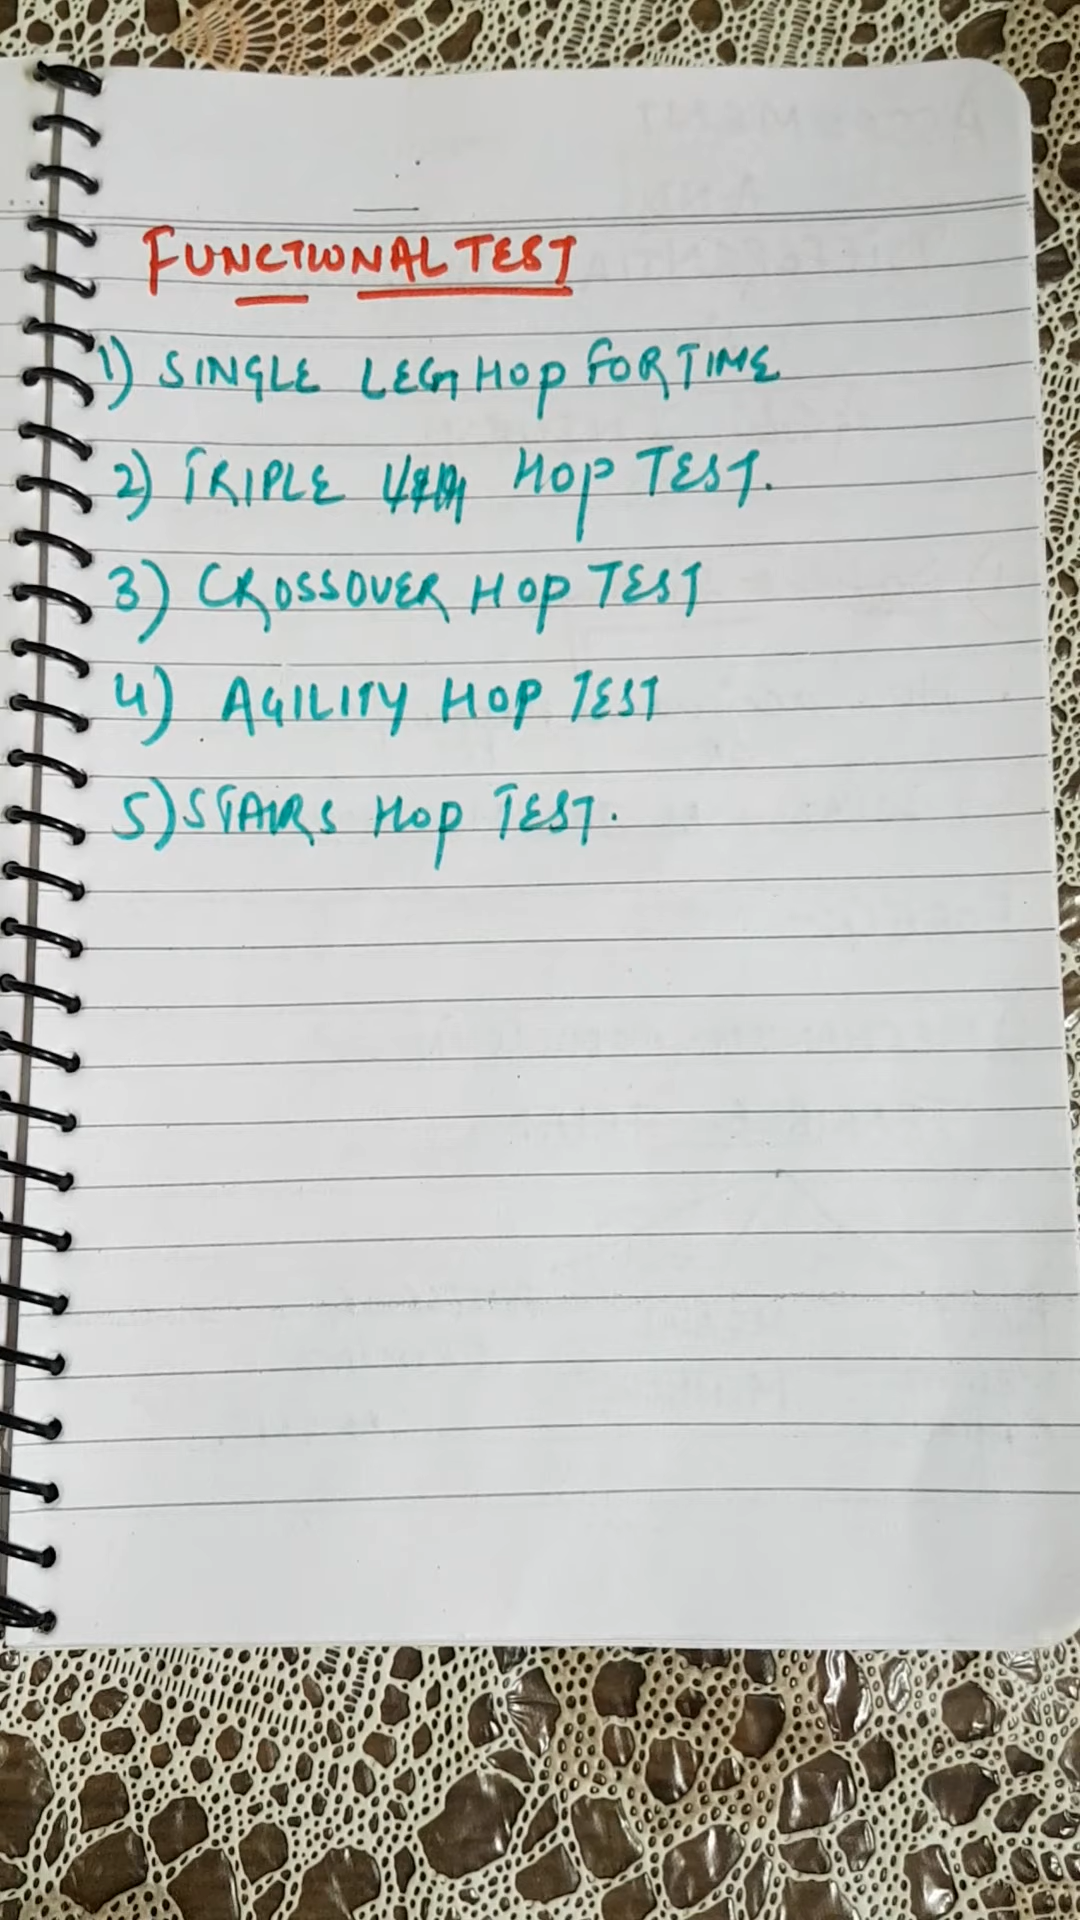 FUNCTIONAL TEST
1) SINGLE LEG HOP FOR TIME
2) TRIPLE HOP TEST.
3) CROSSOVER HOP TEST
4) AGILITY HOP TEST
5) STAIRS HOP TEST.